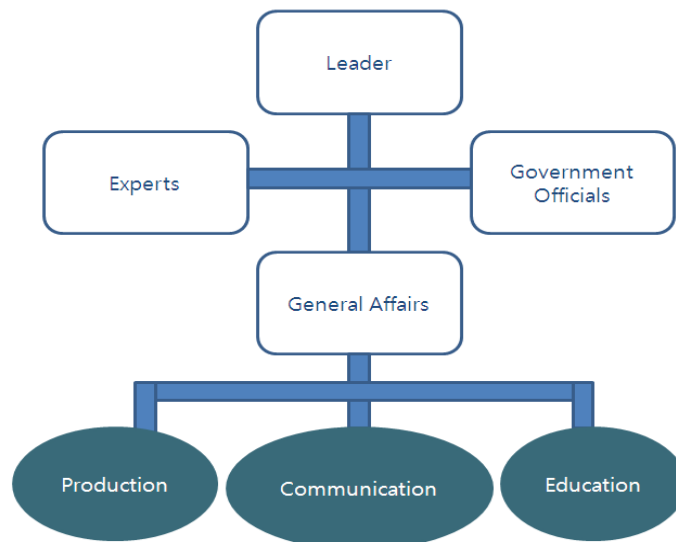 Leader
Experts
Government
Officials
General Affairs
Production
Communication
Education